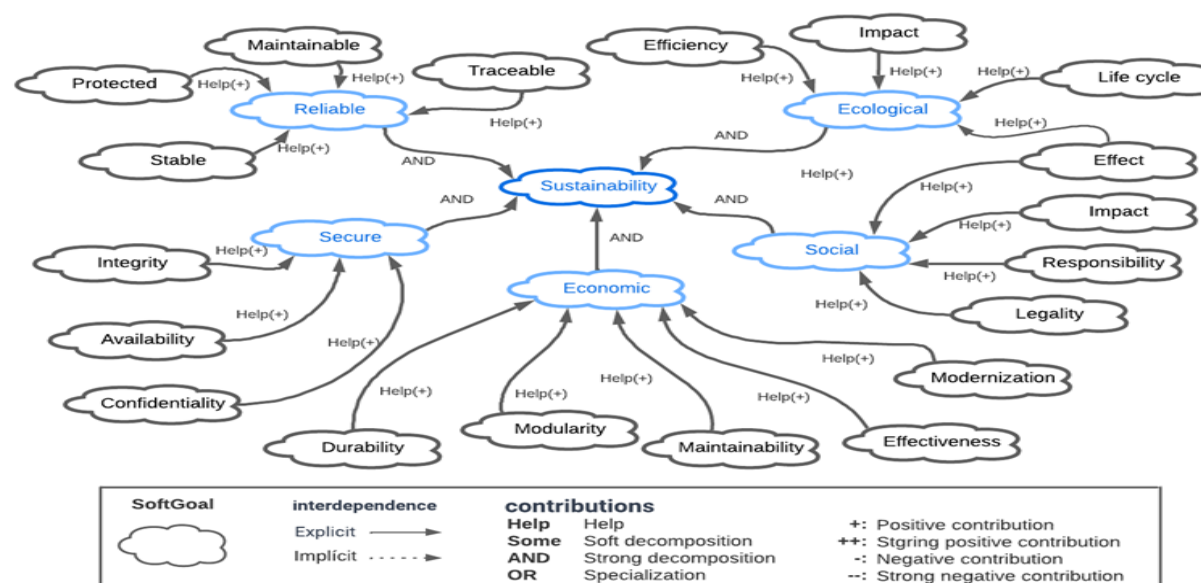 Maintainable
Impact
Efficiency
Protected
Help(+)
Help(+)
Traceable
Help(+)
Help(+)
Help(+)
Life cycle
Reliable
Ecological
Help(+)
Help(+)
Stable
Help(+)
AND
AND
Help(+)
Effect
Sustainability
Help(+)
AND
AND
Impact
Secure
AND
Social
Help(+)
Integrity
Help(+)
Responsibility
Help(+)
Economic
Help(+)
Legality
Availability
Help(+)
Help(+)
Help(+)
Modernization
Confidentiality
Help(+)
Help(+)
Help(+)
Help(+)
Durability
Modularity
Maintainability
Effectiveness
SoftGoal
interdependence
Explicit
Implícit
contributions
Help Help
Some Soft decomposition
AND Strong decomposition
OR Specialization
+: Positive contribution
++: Stgring positive contribution
-: Negative contribution
--: Strong negative contribution